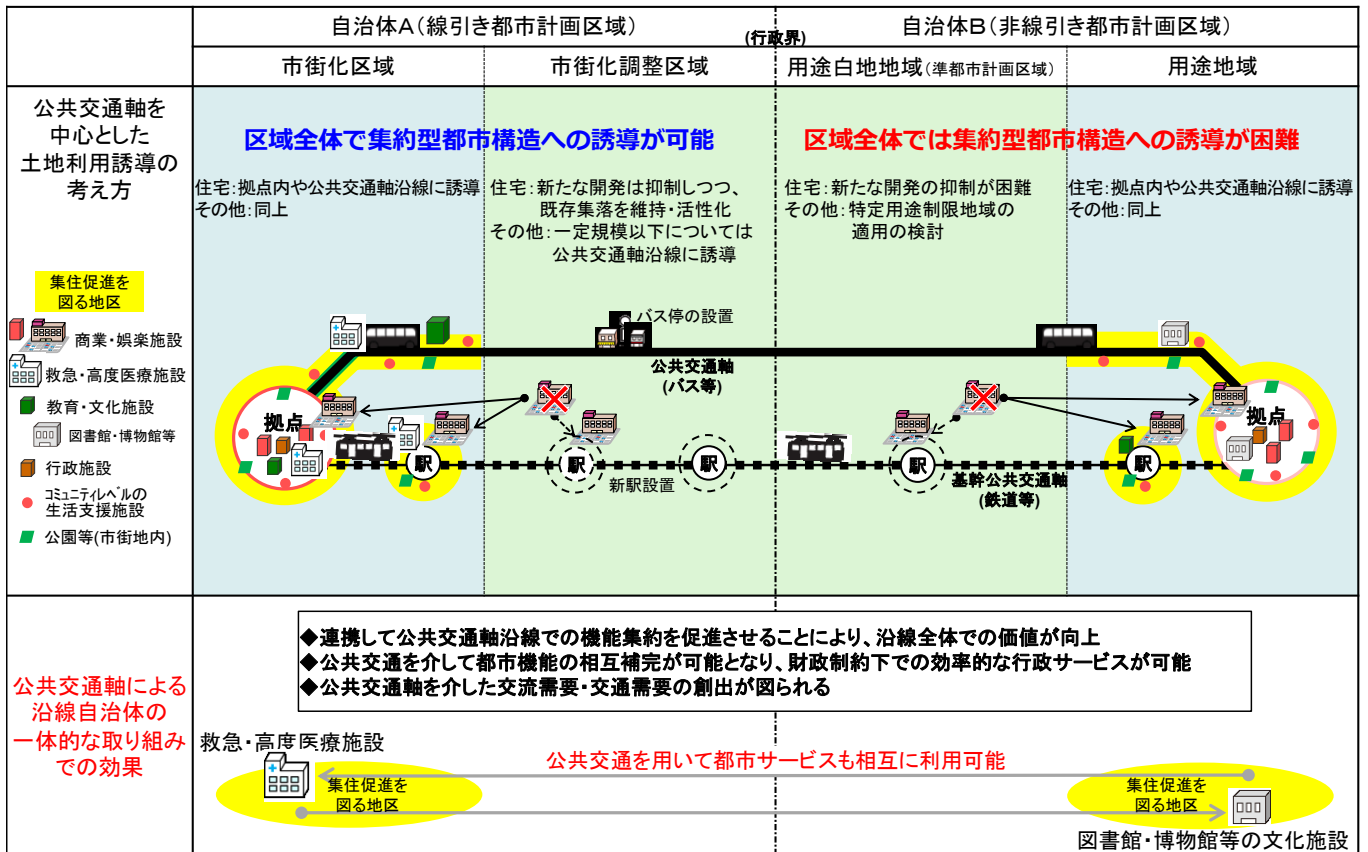 自治体A(線引き都市計画区域)
(行政界)
自治体B(非線引き都市計画区域)
市街化区域
市街化調整区域
用途白地地域(準都市計画区域)
用途地域
公共交通軸を
中心とした
土地利用誘導の
考え方
区域全体で集約型都市構造への誘導が可能
区域全体では集約型都市構造への誘導が困難
住宅:拠点内や公共交通軸沿線に誘導
その他:同上
住宅:新たな開発は抑制しつつ、
既存集落を維持・活性化
その他:一定規模以下については
公共交通軸沿線に誘導
住宅:新たな開発の抑制が困難
その他:特定用途制限地域の
適用の検討
住宅:拠点内や公共交通軸沿線に誘導
その他:同上
集住促進を
図る地区
商業・娯楽施設
救急・高度医療施設
教育・文化施設
図書館・博物館等
行政施設
コミュニティレベルの
生活支援施設
公園等(市街地内)
バス停の設置
公共交通軸
(バス等)
拠点
駅
駅
新駅設置
駅
駅
基幹公共交通軸
(鉄道等)
駅
拠点
公共交通軸による
沿線自治体の
一体的な取り組み
での効果
◆連携して公共交通軸沿線での機能集約を促進させることにより、沿線全体での価値が向上
◆公共交通を介して都市機能の相互補完が可能となり、財政制約下での効率的な行政サービスが可能
◆公共交通軸を介した交流需要・交通需要の創出が図られる
救急・高度医療施設
公共交通を用いて都市サービスも相互に利用可能
集住促進を
図る地区
集住促進を
図る地区
図書館・博物館等の文化施設